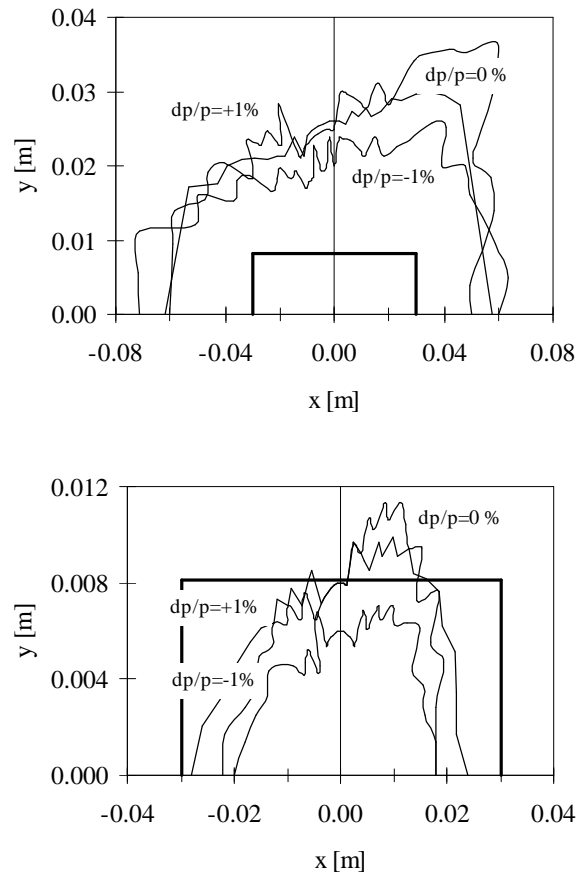 0.04
dp/p=0 %
0.03
dp/p=+1%
y [m]
0.02
dp/p=-1%
0.01
0.00
-0.08 -0.04 0.00 0.04 0.08
x [m]
0.012
dp/p=0 %
0.008
dp/p=+1%
y [m]
0.004
dp/p=-1%
0.000
-0.04 -0.02 0.00 0.02 0.04
x [m]